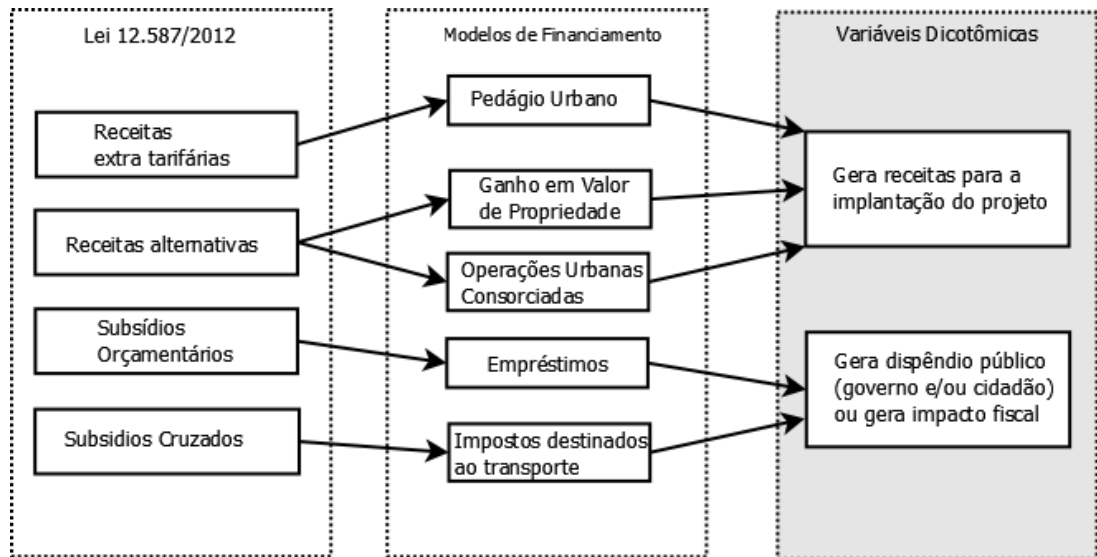 Lei 12.587/2012
Receitas
extra tarifárias
Receitas alternativas
Subsídios
Orçamentários
Subsidios Cruzados
Modelos de Financiamento
Pedágio Urbano
Ganho em Valor
de Propriedade
Operações Urbanas
Consorciadas
Empréstimos
Impostos destinados
ao transporte
Variáveis Dicotômicas
Gera receitas para a
implantação do projeto
Gera dispêndio público
(governo e/ou cidadão)
ou gera impacto fiscal